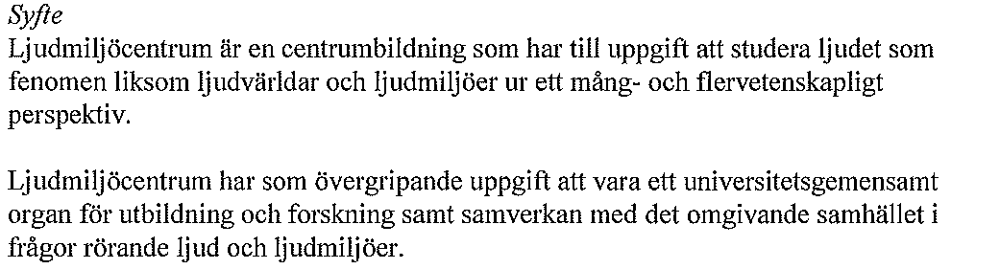 Syfte
Ljudmiljöcentrum är en centrumbildning som har till uppgift att studera ljudet som
fenomen liksom ljudvärldar och ljudmiljöer ur ett mång- och flervetenskapligt
perspektiv.
Ljudmiljöcentrum har som övergripande uppgift att vara ett universitetsgemensamt
organ för utbildning och forskning samt samverkan med det omgivande samhället i
frågor rörande ljud och ljudmiljöer.